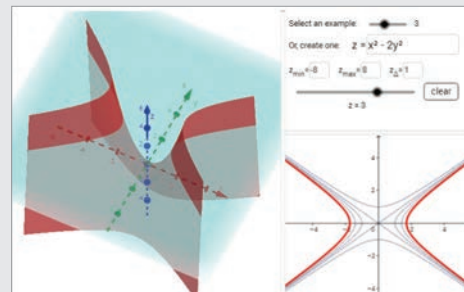 Select an example: 3
Or, create one: z = x² - 2y²
z_min=-8 z_max=8 z_Δ=1
z = 3
clear
4
2
-4
-2
0
2
4
-2
-4